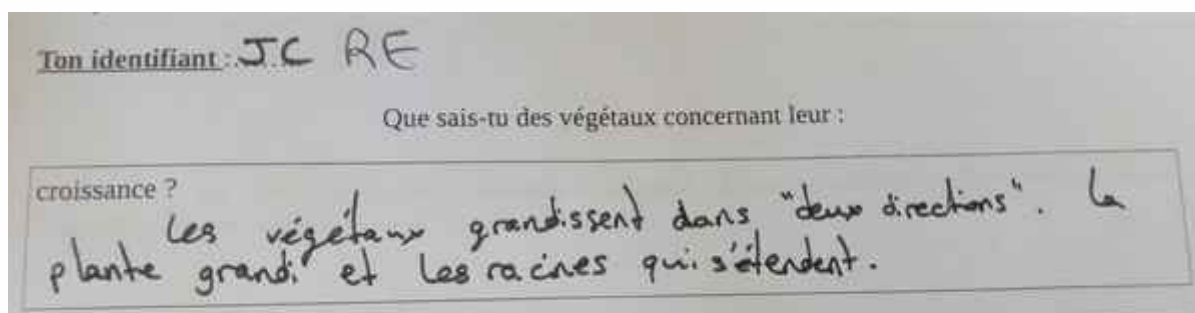 Ton identifiant : JC RE
Que sais-tu des végétaux concernant leur :
croissance ?
Les végétaux grandissent dans "deux directions". La
plante grandi et les racines qui s'étendent.